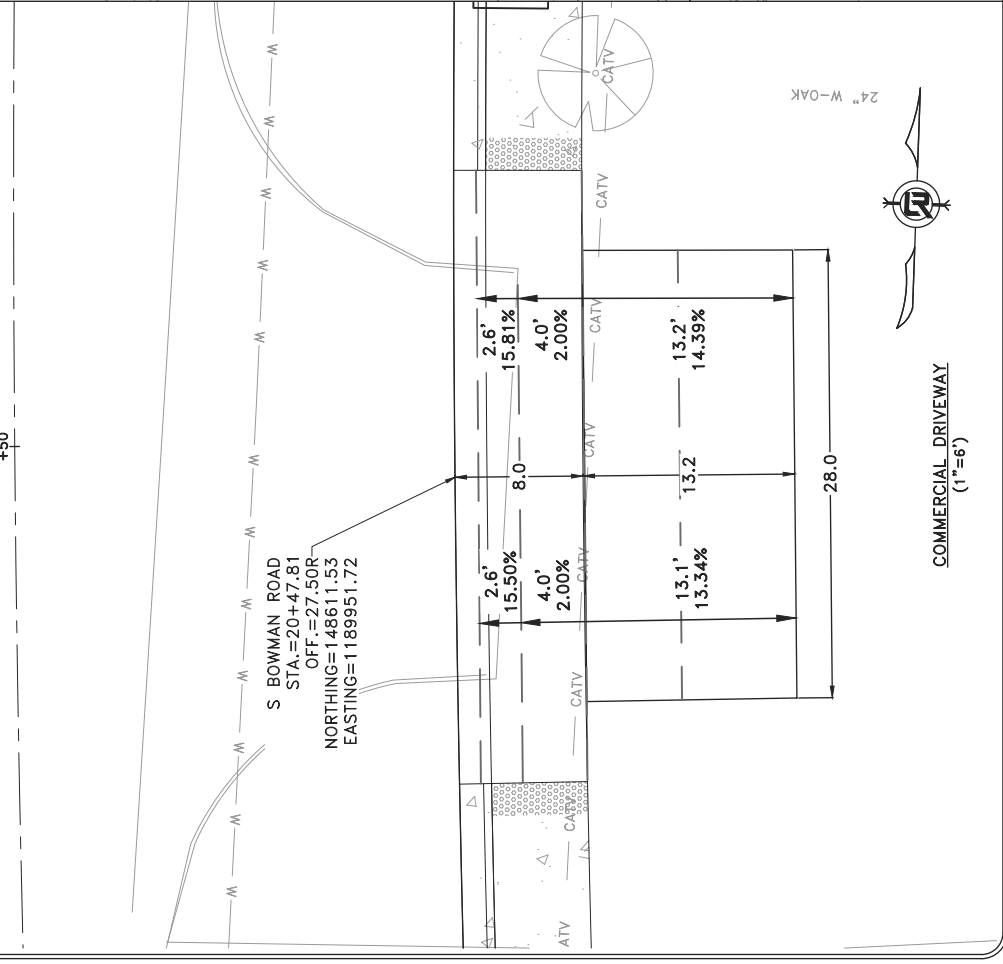 +50
W
W
W
W
W
W
W
W
W
W
W
W
S BOWMAN ROAD
STA.=20+47.81
OFF.=27.50R
NORTHING=148611.53
EASTING=1189951.72
2.6'
15.81%
4.0'
2.00%
13.2'
14.39%
8.0
13.2
28.0
2.6'
15.50%
4.0'
2.00%
13.1'
13.34%
CATV
CATV
CATV
CATV
CATV
CATV
CATV
ATV
24" W-OAK
COMMERCIAL DRIVEWAY
(1"=6')